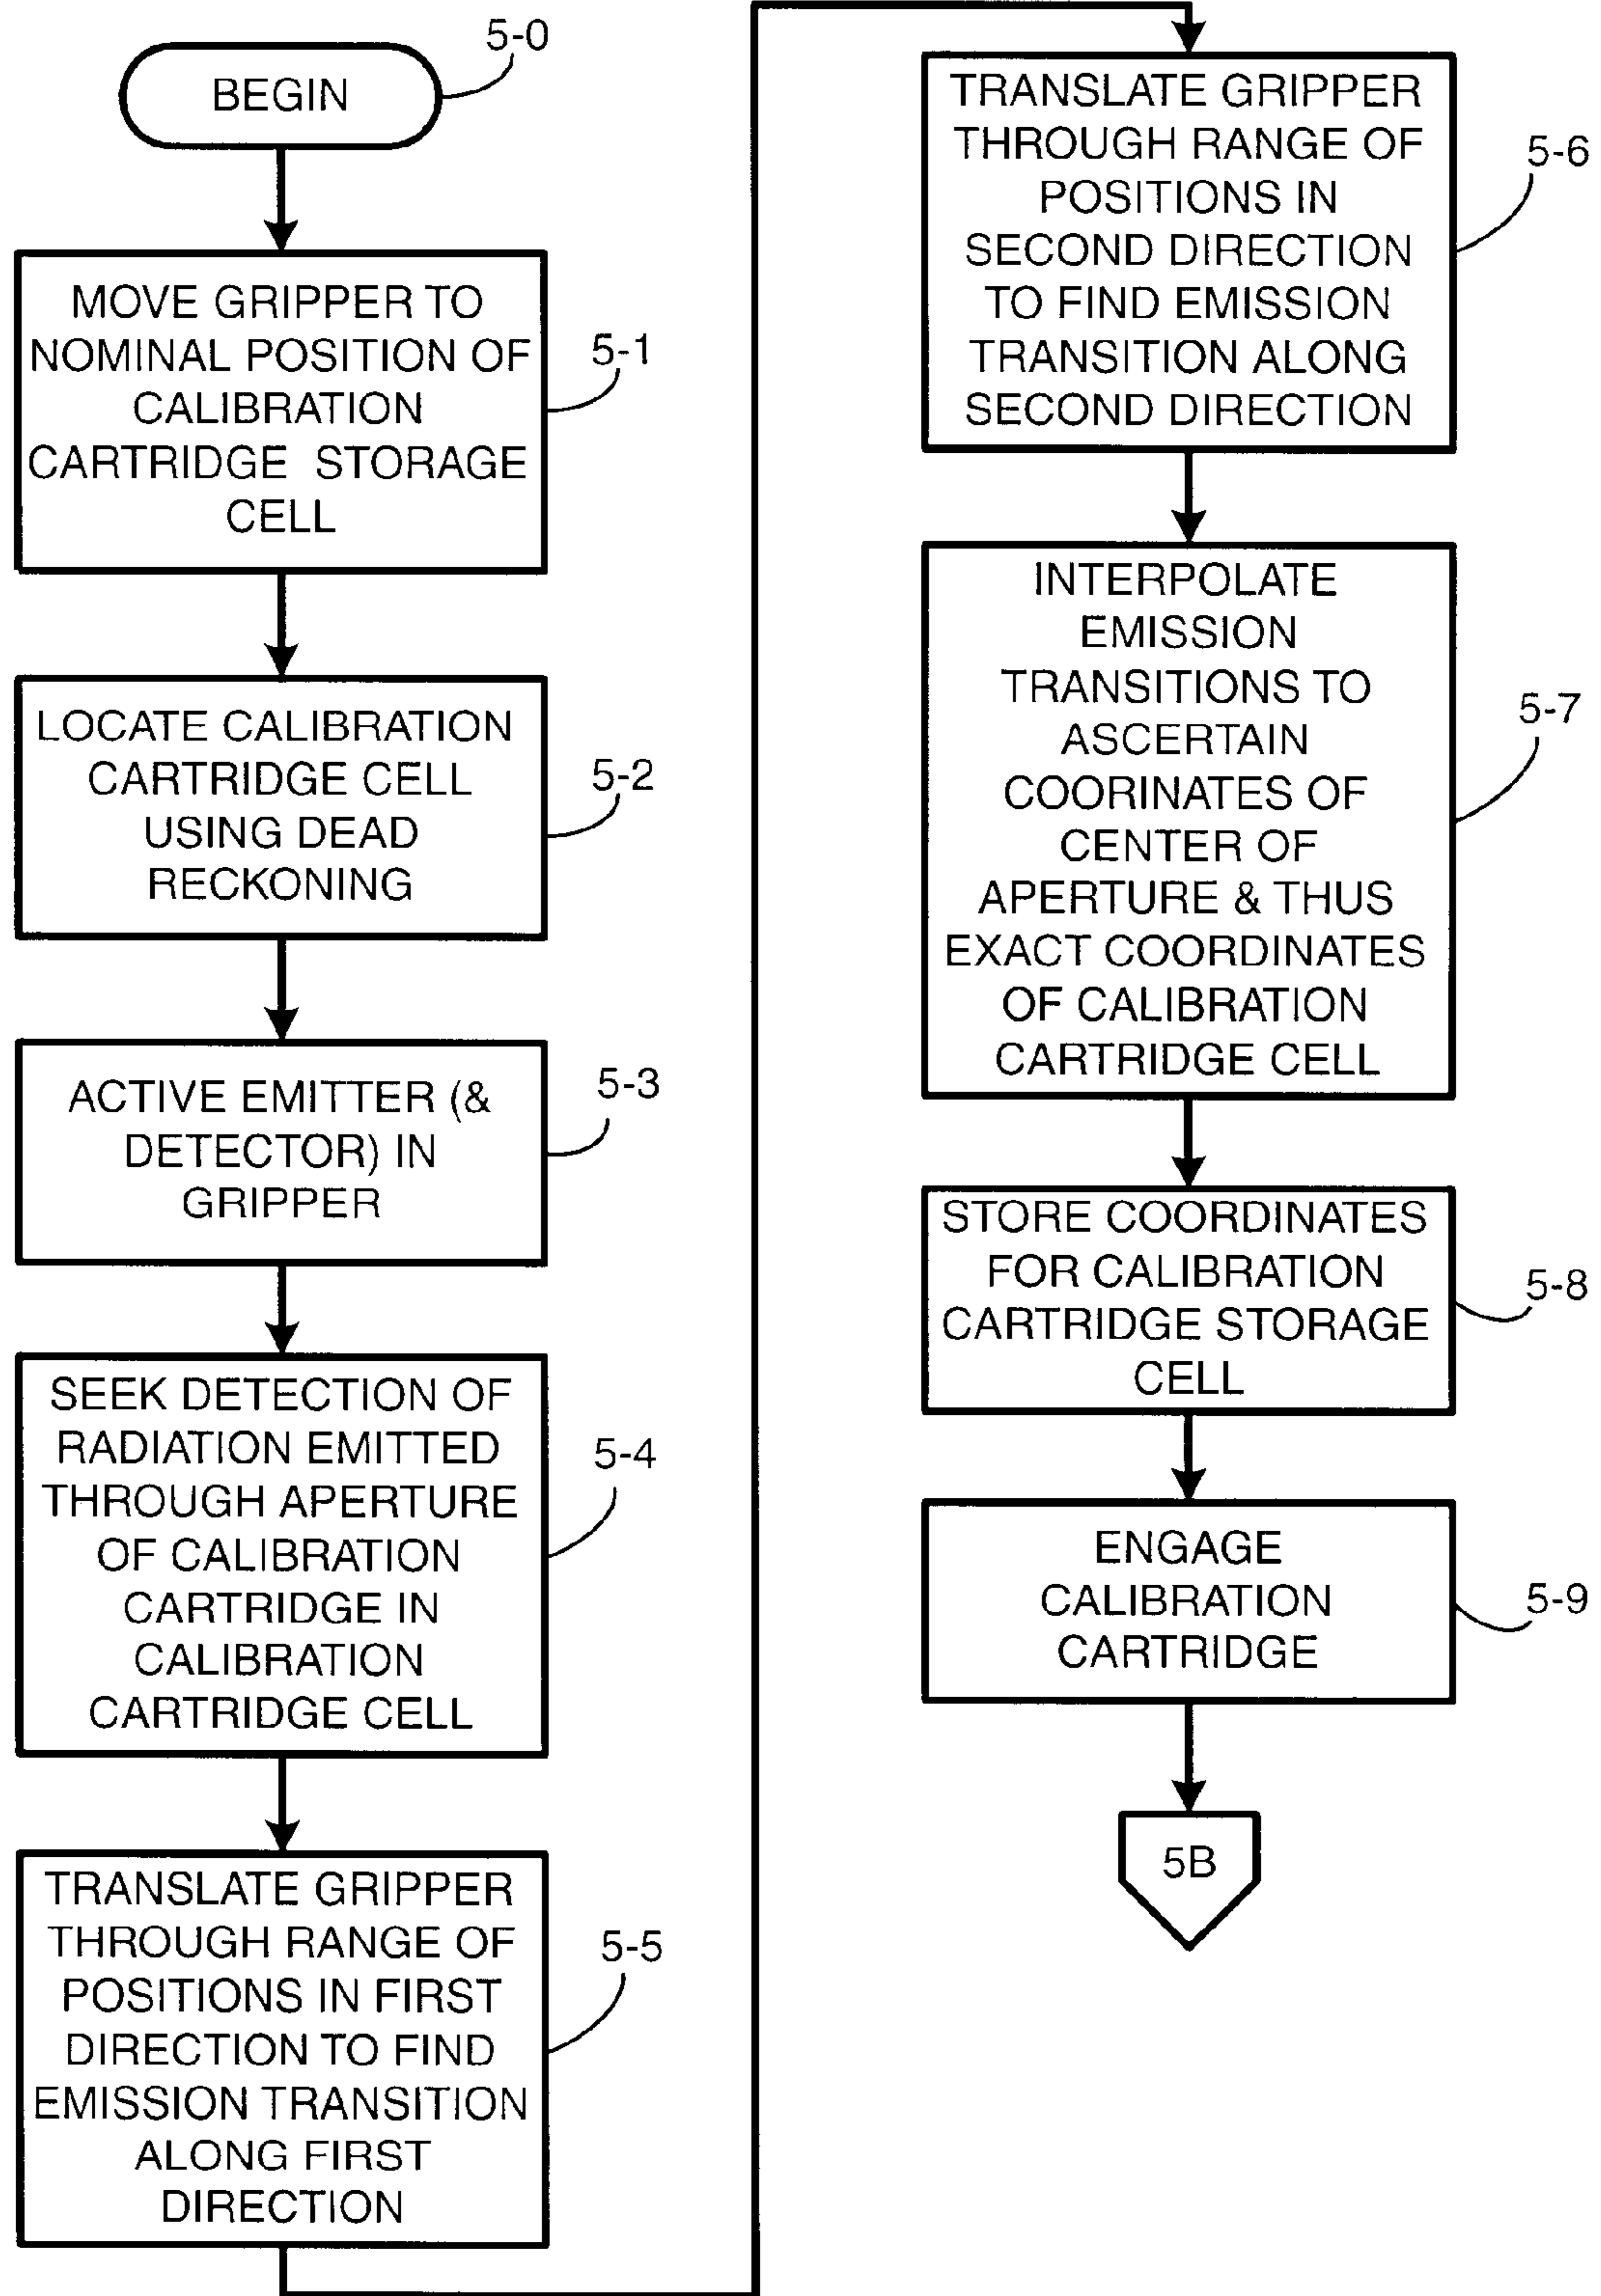 5-0
BEGIN
MOVE GRIPPER TO
NOMINAL POSITION OF
CALIBRATION
CARTRIDGE STORAGE
CELL
5-1
LOCATE CALIBRATION
CARTRIDGE CELL
USING DEAD
RECKONING
5-2
ACTIVE EMITTER (&
DETECTOR) IN
GRIPPER
5-3
SEEK DETECTION OF
RADIATION EMITTED
THROUGH APERTURE
OF CALIBRATION
CARTRIDGE IN
CALIBRATION
CARTRIDGE CELL
5-4
TRANSLATE GRIPPER
THROUGH RANGE OF
POSITIONS IN FIRST
DIRECTION TO FIND
EMISSION TRANSITION
ALONG FIRST
DIRECTION
5-5
TRANSLATE GRIPPER
THROUGH RANGE OF
POSITIONS IN
SECOND DIRECTION
TO FIND EMISSION
TRANSITION ALONG
SECOND DIRECTION
5-6
INTERPOLATE
EMISSION
TRANSITIONS TO
ASCERTAIN
COORINATES OF
CENTER OF
APERTURE & THUS
EXACT COORDINATES
OF CALIBRATION
CARTRIDGE CELL
5-7
STORE COORDINATES
FOR CALIBRATION
CARTRIDGE STORAGE
CELL
5-8
ENGAGE
CALIBRATION
CARTRIDGE
5-9
5B